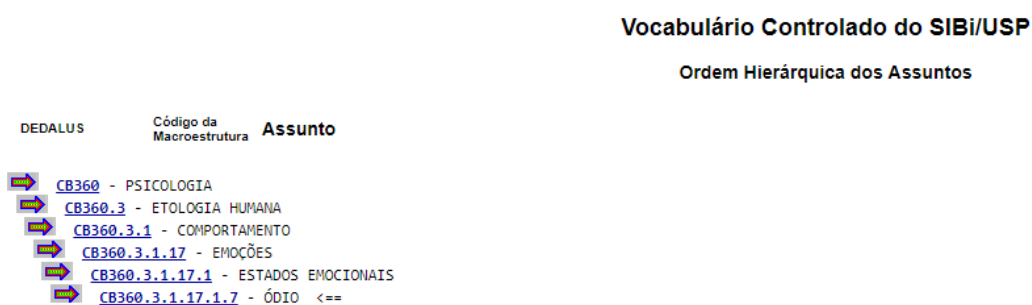 Vocabulário Controlado do SIBi/USP
Ordem Hierárquica dos Assuntos
DEDALUS Código da Macroestrutura Assunto
CB360 - PSICOLOGIA
CB360.3 - ETOLOGIA HUMANA
CB360.3.1 - COMPORTAMENTO
CB360.3.1.17 - EMOÇÕES
CB360.3.1.17.1 - ESTADOS EMOCIONAIS
CB360.3.1.17.1.7 - ÓDIO <==